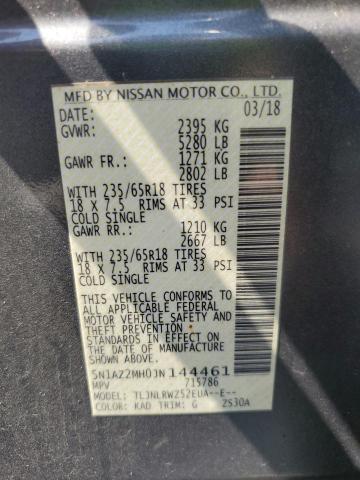 MFD BY NISSAN MOTOR CO., LTD.
DATE: 03/18
GVWR: 2395 KG
5280 LB
GAWR FR.: 1271 KG
2802 LB
WITH 235/65R18 TIRES
18 X 7.5 RIMS AT 33 PSI
COLD SINGLE
GAWR RR.: 1210 KG
2667 LB
WITH 235/65R18 TIRES
18 X 7.5 RIMS AT 33 PSI
COLD SINGLE
THIS VEHICLE CONFORMS TO
ALL APPLICABLE FEDERAL
MOTOR VEHICLE SAFETY AND
THEFT PREVENTION
STANDARDS IN EFFECT ON
THE DATE OF MANUFACTURE
SHOWN ABOVE.
5N1AZ2MH0JN144461
MPV 715786
MODEL: TLJNLRWZ52EUA--E--
COLOR: KAD TRIM: G ZS30A